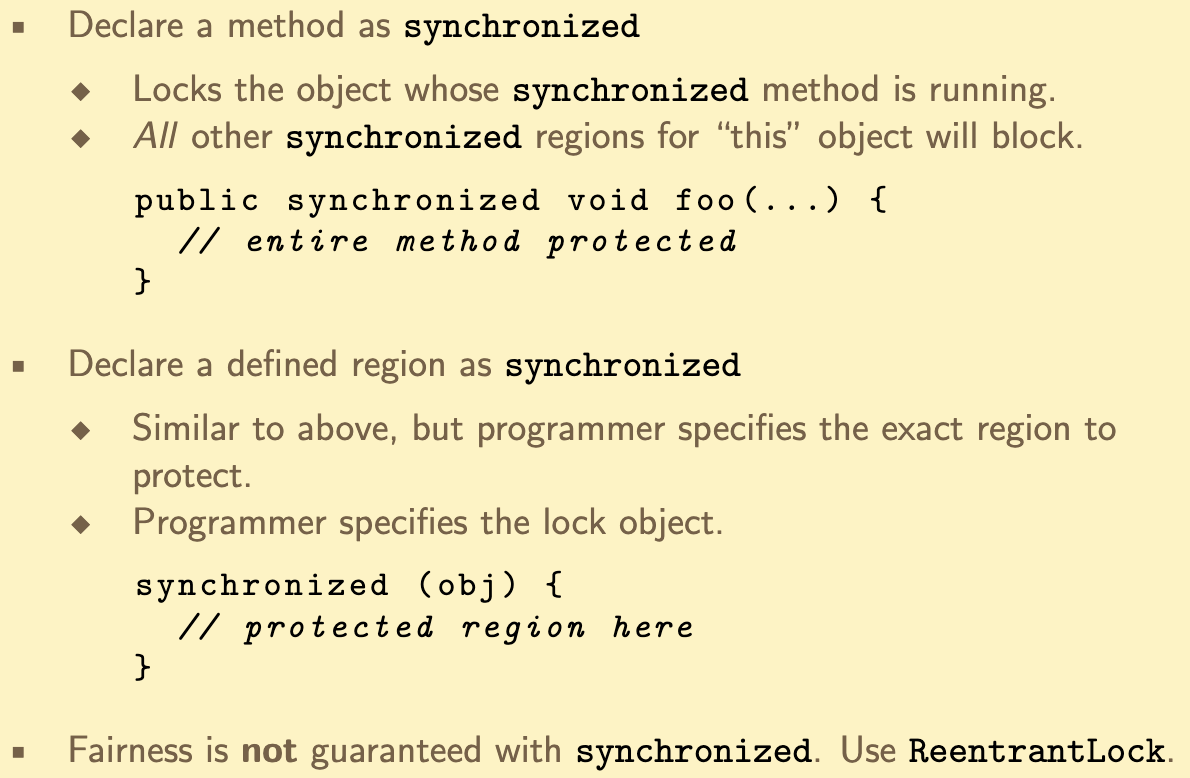 ▪ Declare a method as synchronized
◆ Locks the object whose synchronized method is running.
◆ All other synchronized regions for “this” object will block.
public synchronized void foo(...) {
// entire method protected
}
▪ Declare a defined region as synchronized
◆ Similar to above, but programmer specifies the exact region to
protect.
◆ Programmer specifies the lock object.
synchronized (obj) {
// protected region here
}
▪ Fairness is not guaranteed with synchronized. Use ReentrantLock.